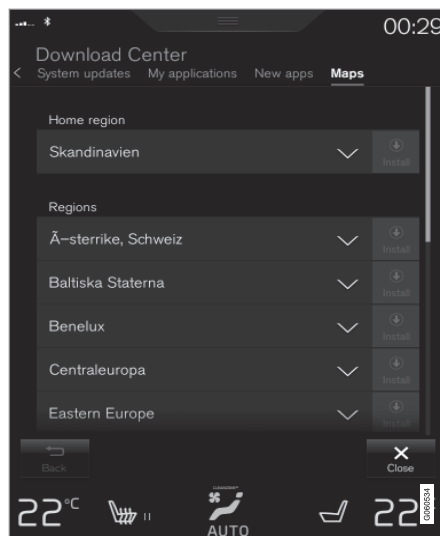 00:29
Download Center
System updates My applications New apps Maps
Home region
Skandinavien
Install
Regions
Ã–sterrike, Schweiz
Install
Baltiska Staterna
Install
Benelux
Install
Centraleuropa
Install
Eastern Europe
Install
Back
Close
22°C
22°
AUTO
G060534